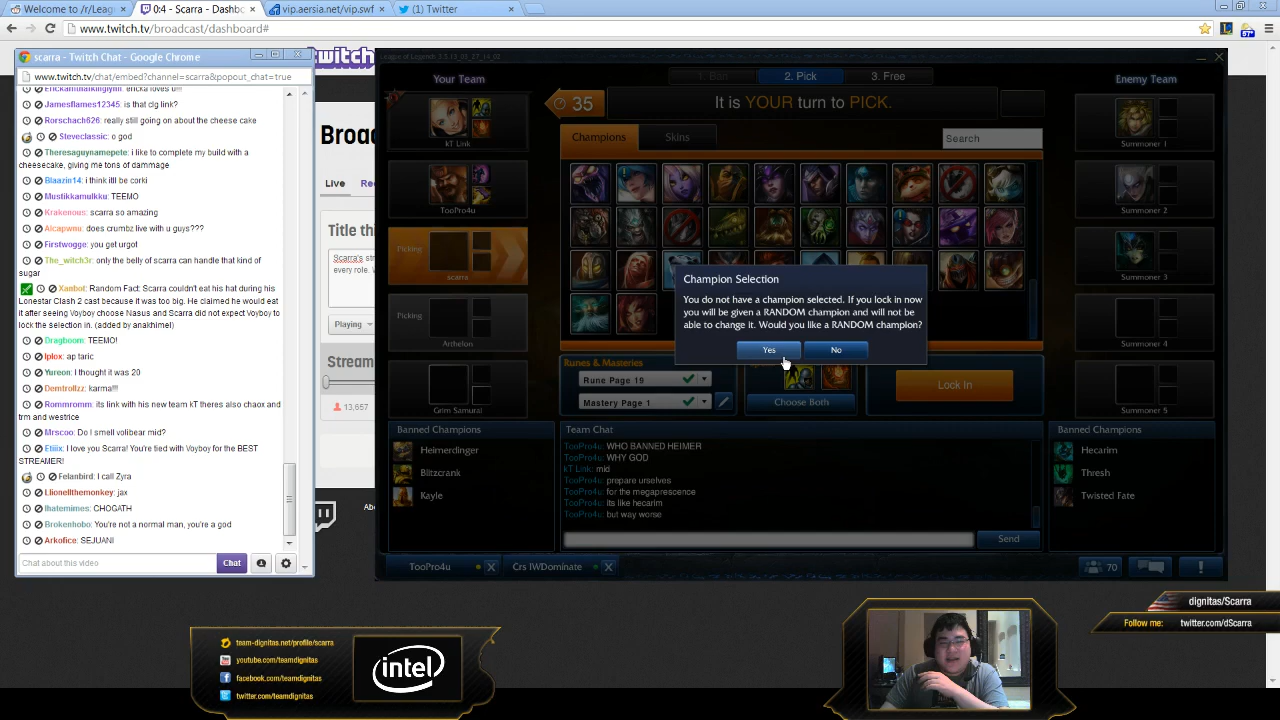 Welcome to /r/Leag
0:4 - Scarra - Dashbo
vip.aersia.net/vip.swf
(1) Twitter
www.twitch.tv/broadcast/dashboard#
scarra - Twitch Chat - Google Chrome
www.twitch.tv/chat/embed?channel=scarra&popout_chat=true
Jamesflames12345: is that clg link?
Rorschach626: really still going on about the cheese cake
Steveclassic: o god
Theresaguynamepete: i like to complete my build with a
cheesecake, giving me tons of dammage
Blaazin14: i think itll be corki
Mustikkamulkku: TEEMO
Krakenous: scarra so amazing
Alcapwnu: does crumbz live with u guys???
Firstwogge: you get urgot
The_witch3r: only the belly of scarra can handle that kind of
sugar
Xanbot: Random Fact: Scarra couldn't eat his hat during his
Lonestar Clash 2 cast because it was too big. He claimed he would eat
it after seeing Voyboy choose Nasus and Scarra did not expect Voyboy to
lock the selection in. (added by anakhimel)
Dragboom: TEEMO!
Iplox: ap taric
Yureon: I thought it was 20
Demtrollzz: karma!!!
Rommromm: its link with his new team kT theres also chaox and
trm and westrice
Mrscoo: Do I smell volibear mid?
Etiiix: I love you Scarra! You're tied with Voyboy for the BEST
STREAMER!
Felanbird: I call Zyra
Llionellthemonkey: jax
Ihatemimes: CHOGATH
Brokenhobo: You're not a normal man, you're a god
Arkofice: SEJUANI
Chat about this video
Chat
twitch
Broa
Live
Rec
Title thi
Scarra's str
every role. W
Playing
Stream
13,657
Abo
Your Team
1. Ban
2. Pick
3. Free
Enemy Team
35
It is YOUR turn to PICK.
Champions
Skins
Search
kT Link
TooPro4u
Picking
scarra
Picking
Arthelon
Grim Samurai
Summoner 1
Summoner 2
Summoner 3
Summoner 4
Summoner 5
Champion Selection
You do not have a champion selected. If you lock in now
you will be given a RANDOM champion and will not be
able to change it. Would you like a RANDOM champion?
Yes
No
Runes & Masteries
Rune Page 19
Mastery Page 1
Choose Both
Lock In
Banned Champions
Heimerdinger
Blitzcrank
Kayle
Team Chat
TooPro4u: WHO BANNED HEIMER
TooPro4u: WHY GOD
kT Link: mid
TooPro4u: prepare urselves
TooPro4u: for the megaprescence
TooPro4u: its like hecarim
TooPro4u: but way worse
Send
Banned Champions
Hecarim
Thresh
Twisted Fate
TooPro4u
Crs IWDominate
70
team-dignitas.net/profile/scarra
youtube.com/teamdignitas
facebook.com/teamdignitas
twitter.com/teamdignitas
intel
dignitas/Scarra
Follow me:
twitter.com/dScarra